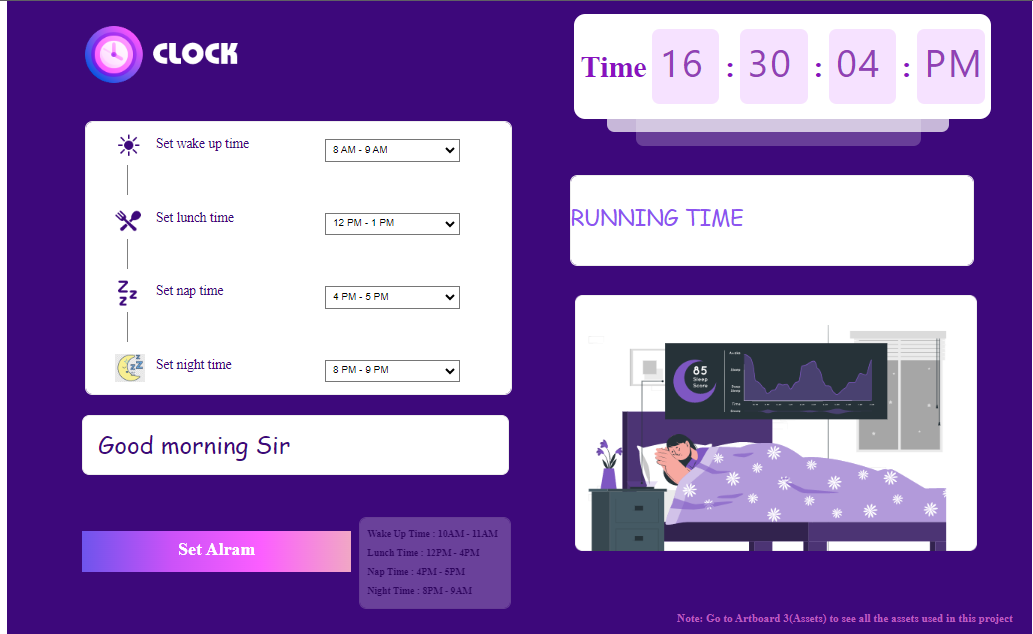 CLOCK
Time 16 : 30 : 04 : PM
Set wake up time
8 AM - 9 AM
Set lunch time
12 PM - 1 PM
Set nap time
4 PM - 5 PM
Set night time
8 PM - 9 PM
RUNNING TIME
85
Sleep
Score
Awake
Time
Good morning Sir
Set Alram
Wake Up Time : 10AM - 11AM
Lunch Time : 12PM - 4PM
Nap Time : 4PM - 5PM
Night Time : 8PM - 9AM
Note: Go to Artboard 3(Assets) to see all the assets used in this project